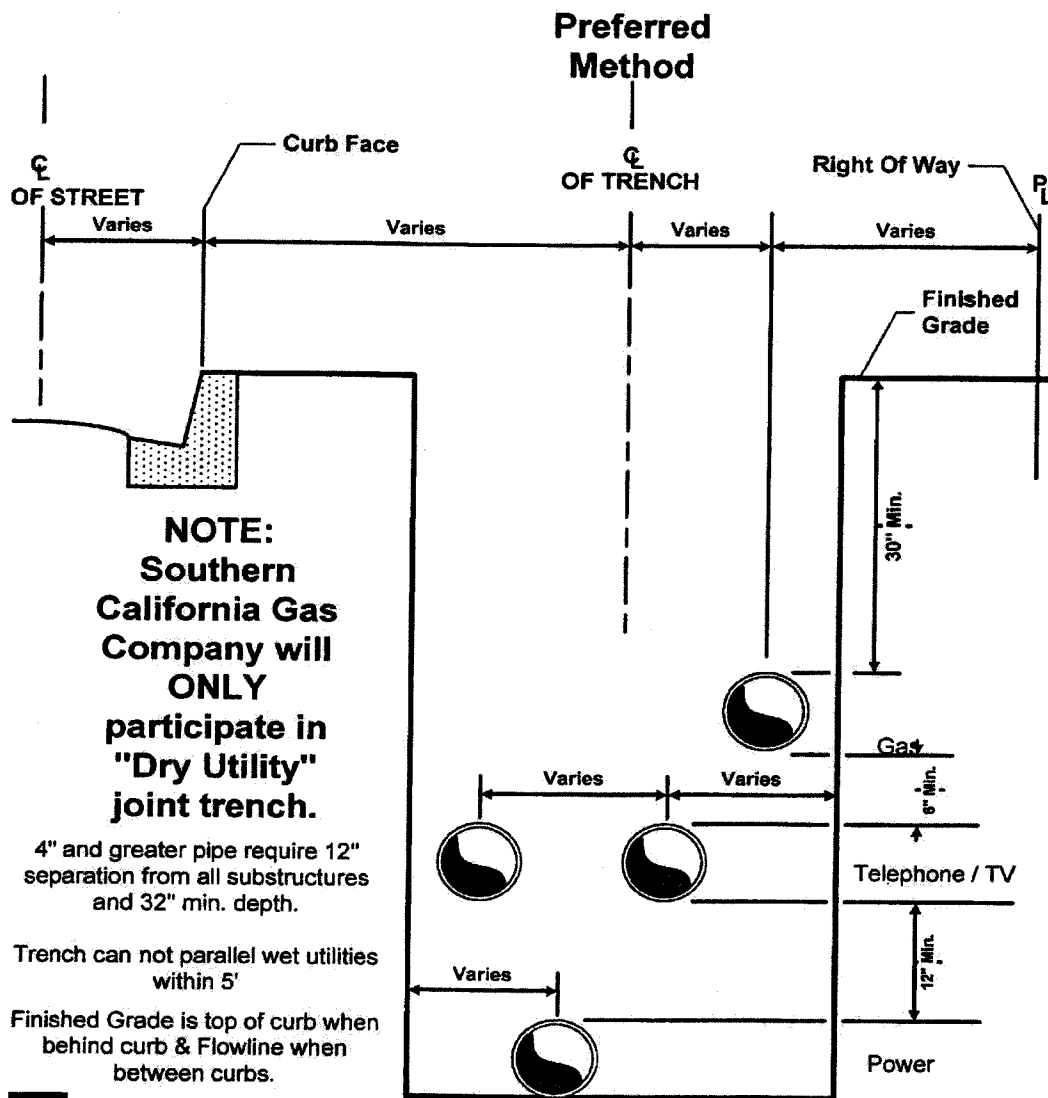 Preferred
Method
Curb Face
℄
OF STREET
℄
OF TRENCH
Right Of Way
PL
Varies
Varies
Varies
Varies
Finished
Grade
30" Min.
NOTE:
Southern
California Gas
Company will
ONLY
participate in
"Dry Utility"
joint trench.
4" and greater pipe require 12"
separation from all substructures
and 32" min. depth.
Trench can not parallel wet utilities
within 5'
Finished Grade is top of curb when
behind curb & Flowline when
between curbs.
Gas
Varies
Varies
6" Min.
Telephone / TV
12" Min.
Varies
Power